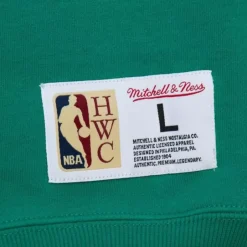 Mitchell & Ness
HWC
NBA
L
MITCHELL & NESS NOSTALGIA CO.
AUTHENTIC LICENSED APPAREL
DESIGNED IN PHILADELPHIA, PA
ESTABLISHED 1904
AUTHENTIC. PREMIUM. LEGENDARY.